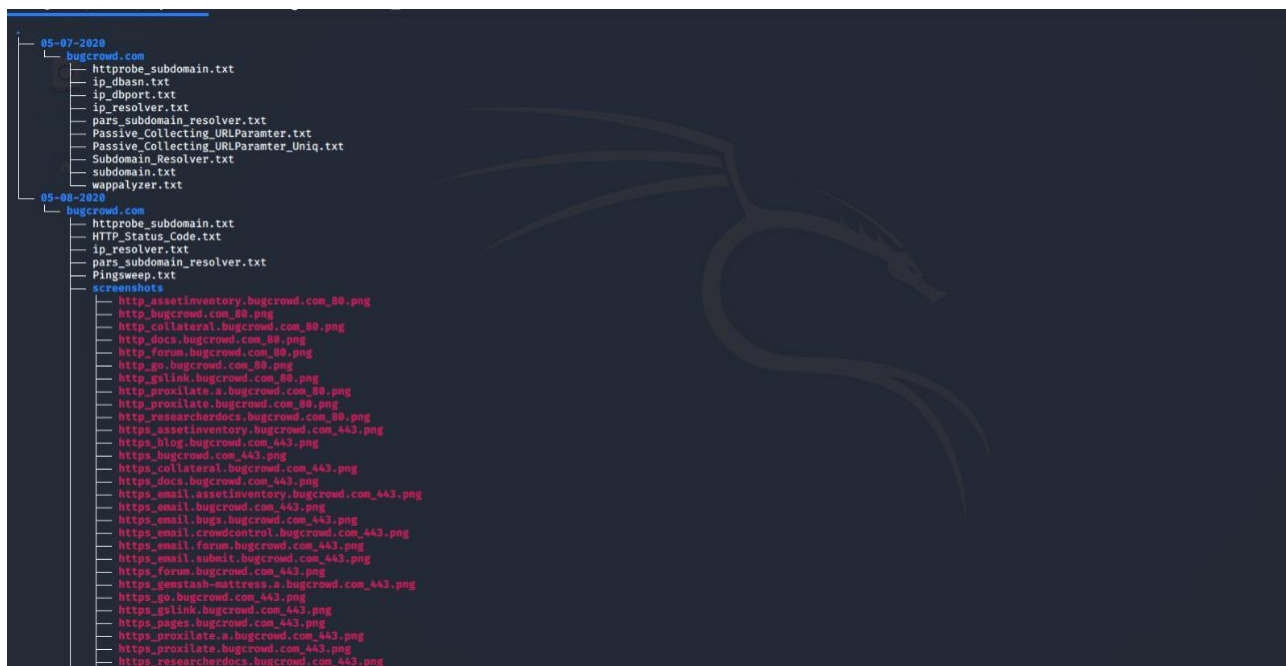 .
├── 05-07-2020
│   └── bugcrowd.com
│       ├── httprobe_subdomain.txt
│       ├── ip_dbasn.txt
│       ├── ip_dbport.txt
│       ├── ip_resolver.txt
│       ├── pars_subdomain_resolver.txt
│       ├── Passive_Collecting_URLParamter.txt
│       ├── Passive_Collecting_URLParamter_Uniq.txt
│       ├── Subdomain_Resolver.txt
│       ├── subdomain.txt
│       └── wappalyzer.txt
└── 05-08-2020
    └── bugcrowd.com
        ├── httprobe_subdomain.txt
        ├── HTTP_Status_Code.txt
        ├── ip_resolver.txt
        ├── pars_subdomain_resolver.txt
        ├── Pingsweep.txt
        ├── screenshots
        │   ├── http_assetinventory.bugcrowd.com_80.png
        │   ├── http_bugcrowd.com_80.png
        │   ├── http_collateral.bugcrowd.com_80.png
        │   ├── http_docs.bugcrowd.com_80.png
        │   ├── http_forum.bugcrowd.com_80.png
        │   ├── http_go.bugcrowd.com_80.png
        │   ├── http_gslink.bugcrowd.com_80.png
        │   ├── http_proxilate.a.bugcrowd.com_80.png
        │   ├── http_proxilate.bugcrowd.com_80.png
        │   ├── http_researcherdocs.bugcrowd.com_80.png
        │   ├── https_assetinventory.bugcrowd.com_443.png
        │   ├── https_blog.bugcrowd.com_443.png
        │   ├── https_bugcrowd.com_443.png
        │   ├── https_collateral.bugcrowd.com_443.png
        │   ├── https_docs.bugcrowd.com_443.png
        │   ├── https_email.assetinventory.bugcrowd.com_443.png
        │   ├── https_email.bugcrowd.com_443.png
        │   ├── https_email.bugs.bugcrowd.com_443.png
        │   ├── https_email.crowdcontrol.bugcrowd.com_443.png
        │   ├── https_email.forum.bugcrowd.com_443.png
        │   ├── https_email.submit.bugcrowd.com_443.png
        │   ├── https_forum.bugcrowd.com_443.png
        │   ├── https_gemstash-mattress.a.bugcrowd.com_443.png
        │   ├── https_go.bugcrowd.com_443.png
        │   ├── https_gslink.bugcrowd.com_443.png
        │   ├── https_pages.bugcrowd.com_443.png
        │   ├── https_proxilate.a.bugcrowd.com_443.png
        │   ├── https_proxilate.bugcrowd.com_443.png
        │   ├── https_researcherdocs.bugcrowd.com_443.png